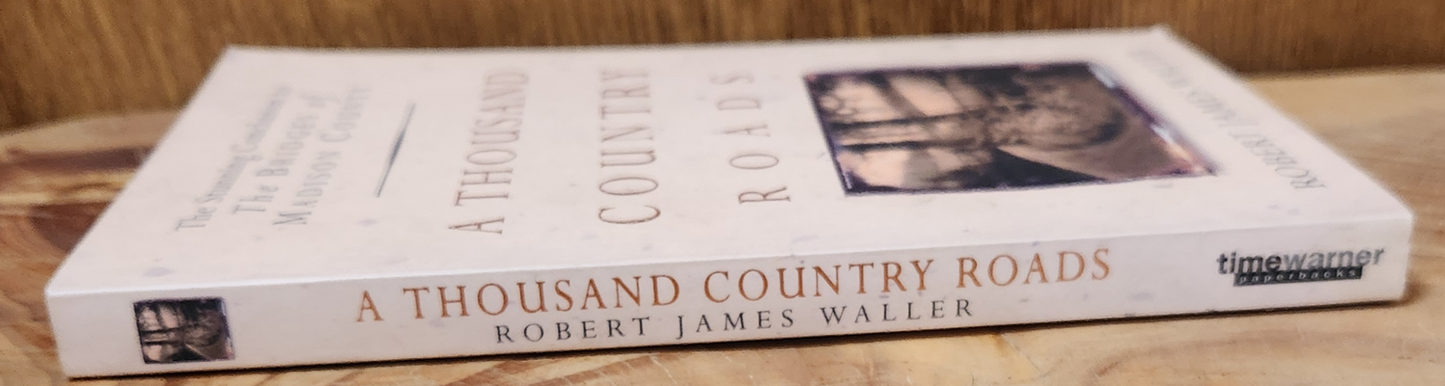 The Stunning Conclusion to
The BRIDGES of
MADISON COUNTY
A THOUSAND
COUNTRY
ROADS
ROBERT JAMES WALLER
A THOUSAND COUNTRY ROADS
ROBERT JAMES WALLER
timewarner
paperbacks